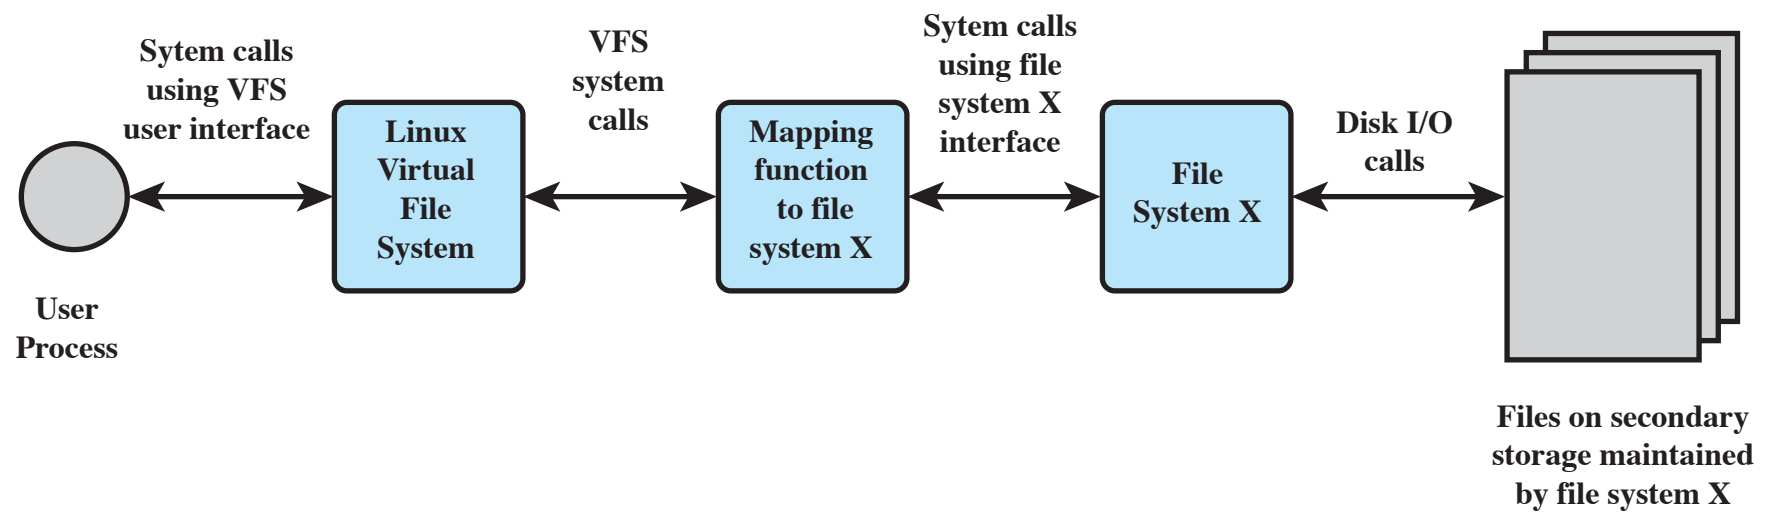 Sytem calls
using VFS
user interface
VFS
system
calls
Sytem calls
using file
system X
interface
Disk I/O
calls
User
Process
Linux
Virtual
File
System
Mapping
function
to file
system X
File
System X
Files on secondary
storage maintained
by file system X